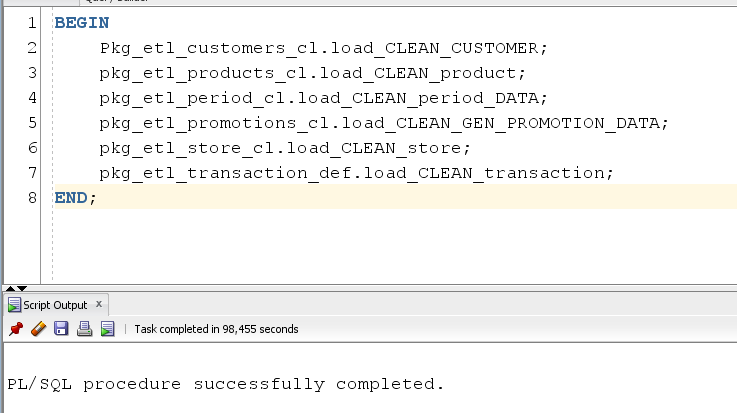 1 BEGIN
2 Pkg_etl_customers_cl.load_CLEAN_CUSTOMER;
3 pkg_etl_products_cl.load_CLEAN_product;
4 pkg_etl_period_cl.load_CLEAN_period_DATA;
5 pkg_etl_promotions_cl.load_CLEAN_GEN_PROMOTION_DATA;
6 pkg_etl_store_cl.load_CLEAN_store;
7 pkg_etl_transaction_def.load_CLEAN_transaction;
8 END;
Script Output x
Task completed in 98,455 seconds
PL/SQL procedure successfully completed.